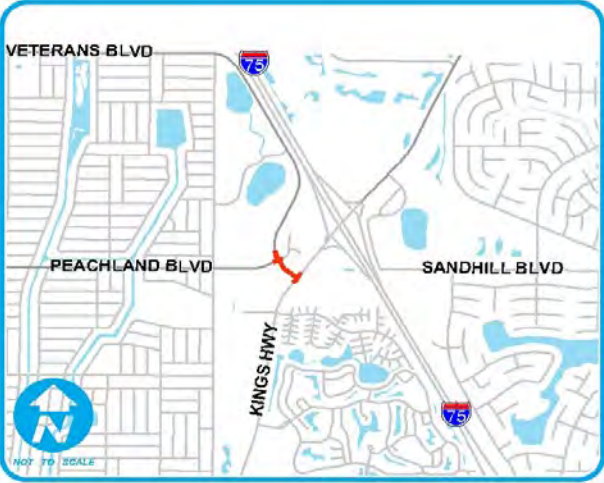 VETERANS BLVD
75
PEACHLAND BLVD
SANDHILL BLVD
KINGS HWY
75
N
NOT TO SCALE